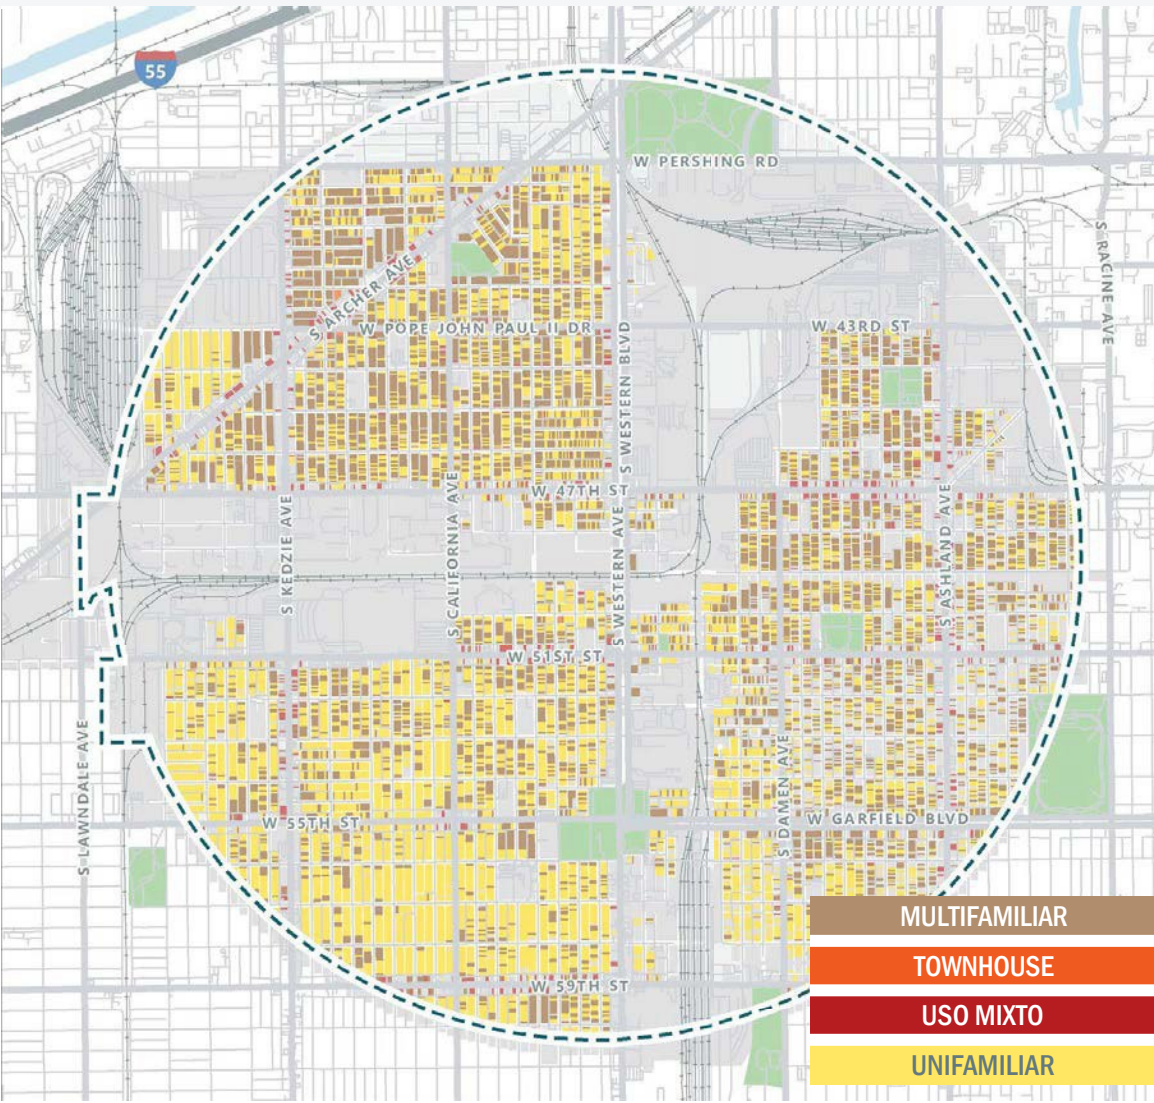 55
W PERSHING RD
S RACINE AVE
S ARCHER AVE
W POPE JOHN PAUL II DR
W 43RD ST
S WESTERN BLVD
W 47TH ST
S KEDZIE AVE
S CALIFORNIA AVE
S WESTERN AVE
S ASHLAND AVE
W 51ST ST
S LAWNDALE AVE
S DAMEN AVE
W 55TH ST
W GARFIELD BLVD
W 59TH ST
MULTIFAMILIAR
TOWNHOUSE
USO MIXTO
UNIFAMILIAR